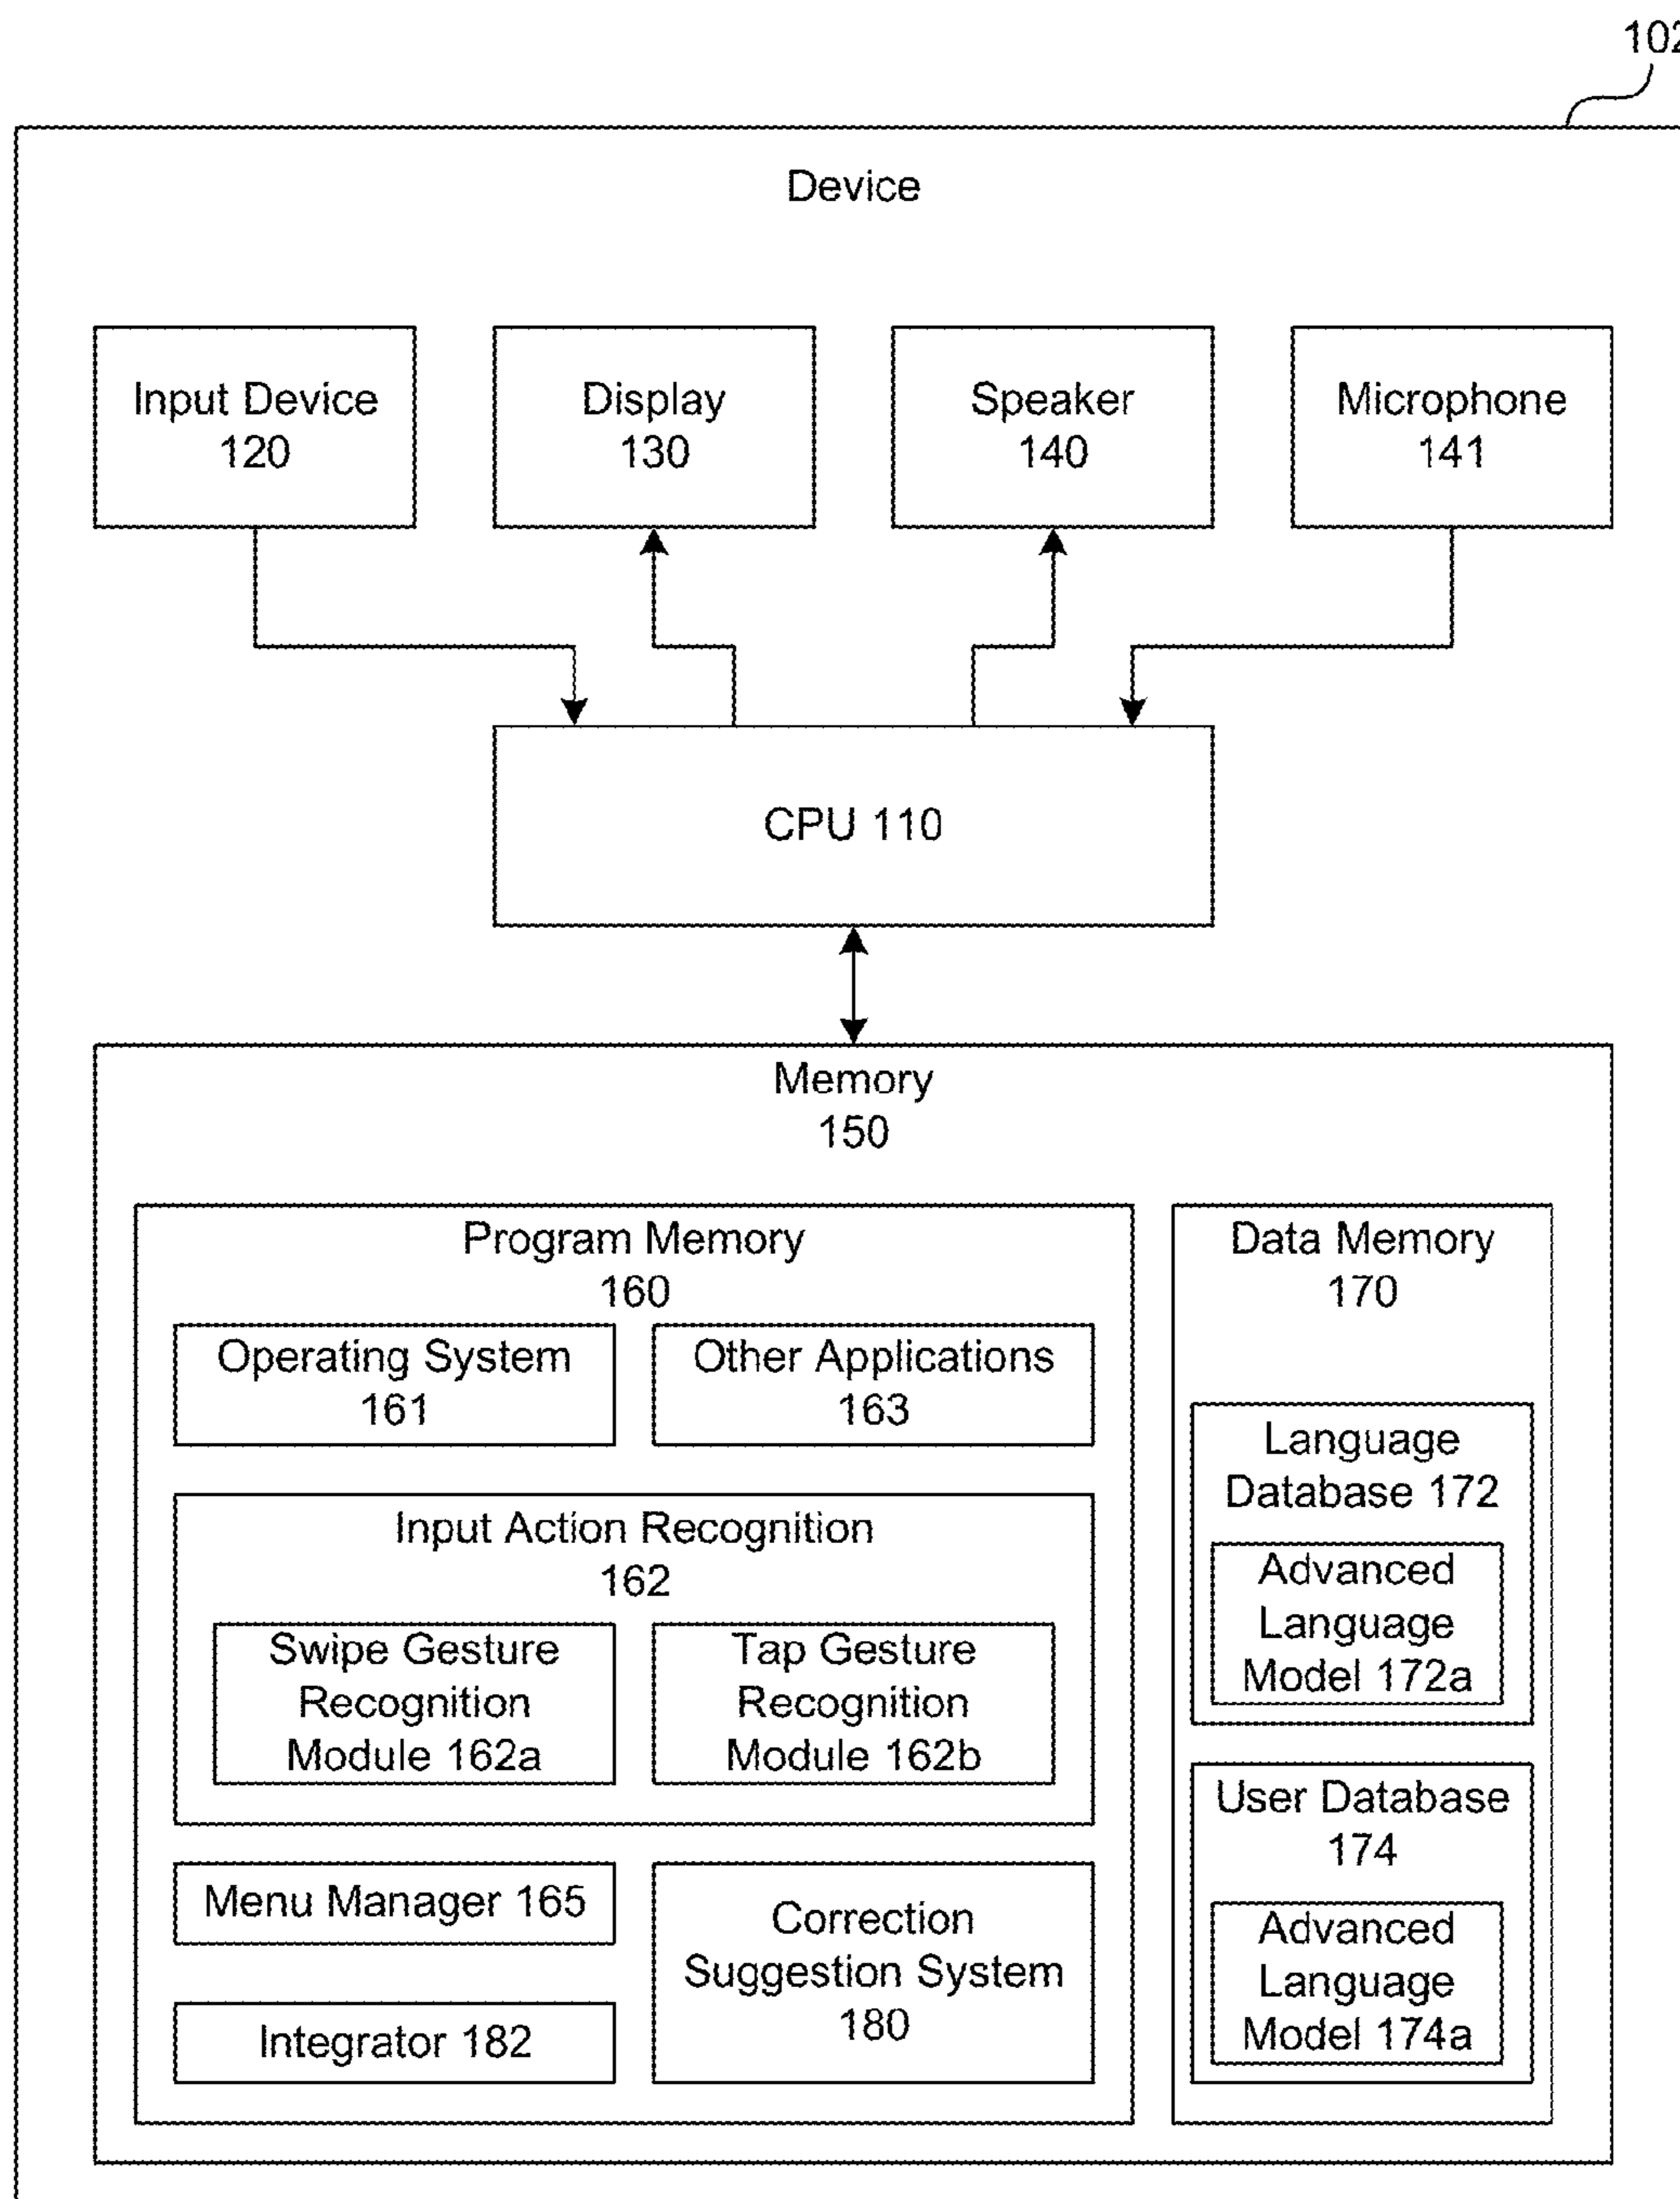 102
Device
Input Device
120
Display
130
Speaker
140
Microphone
141
CPU 110
Memory
150
Program Memory
160
Operating System
161
Other Applications
163
Input Action Recognition
162
Swipe Gesture
Recognition
Module 162a
Tap Gesture
Recognition
Module 162b
Menu Manager 165
Integrator 182
Correction
Suggestion System
180
Data Memory
170
Language
Database 172
Advanced
Language
Model 172a
User Database
174
Advanced
Language
Model 174a